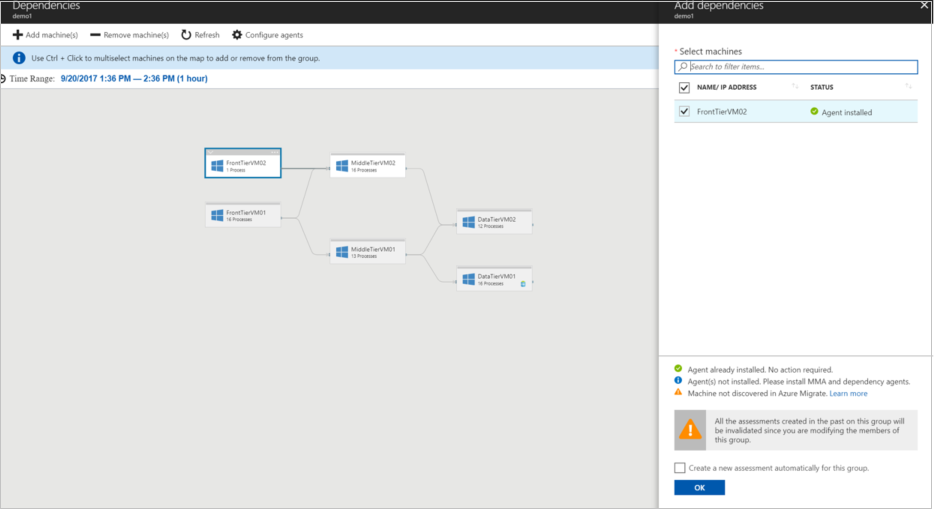 Dependencies
demo1
Add machine(s)
Remove machine(s)
Refresh
Configure agents
Use Ctrl + Click to multiselect machines on the map to add or remove from the group.
Time Range: 9/20/2017 1:36 PM — 2:36 PM (1 hour)
FrontTierVM02
1 Process
MiddleTierVM02
16 Processes
FrontTierVM01
16 Processes
DataTierVM02
12 Processes
MiddleTierVM01
13 Processes
DataTierVM01
16 Processes
Add dependencies
demo1
* Select machines
Search to filter items...
NAME/ IP ADDRESS STATUS
FrontTierVM02 Agent installed
Agent already installed. No action required.
Agent(s) not installed. Please install MMA and dependency agents.
Machine not discovered in Azure Migrate. Learn more
All the assessments created in the past on this group will
be invalidated since you are modifying the members of
this group.
Create a new assessment automatically for this group.
OK